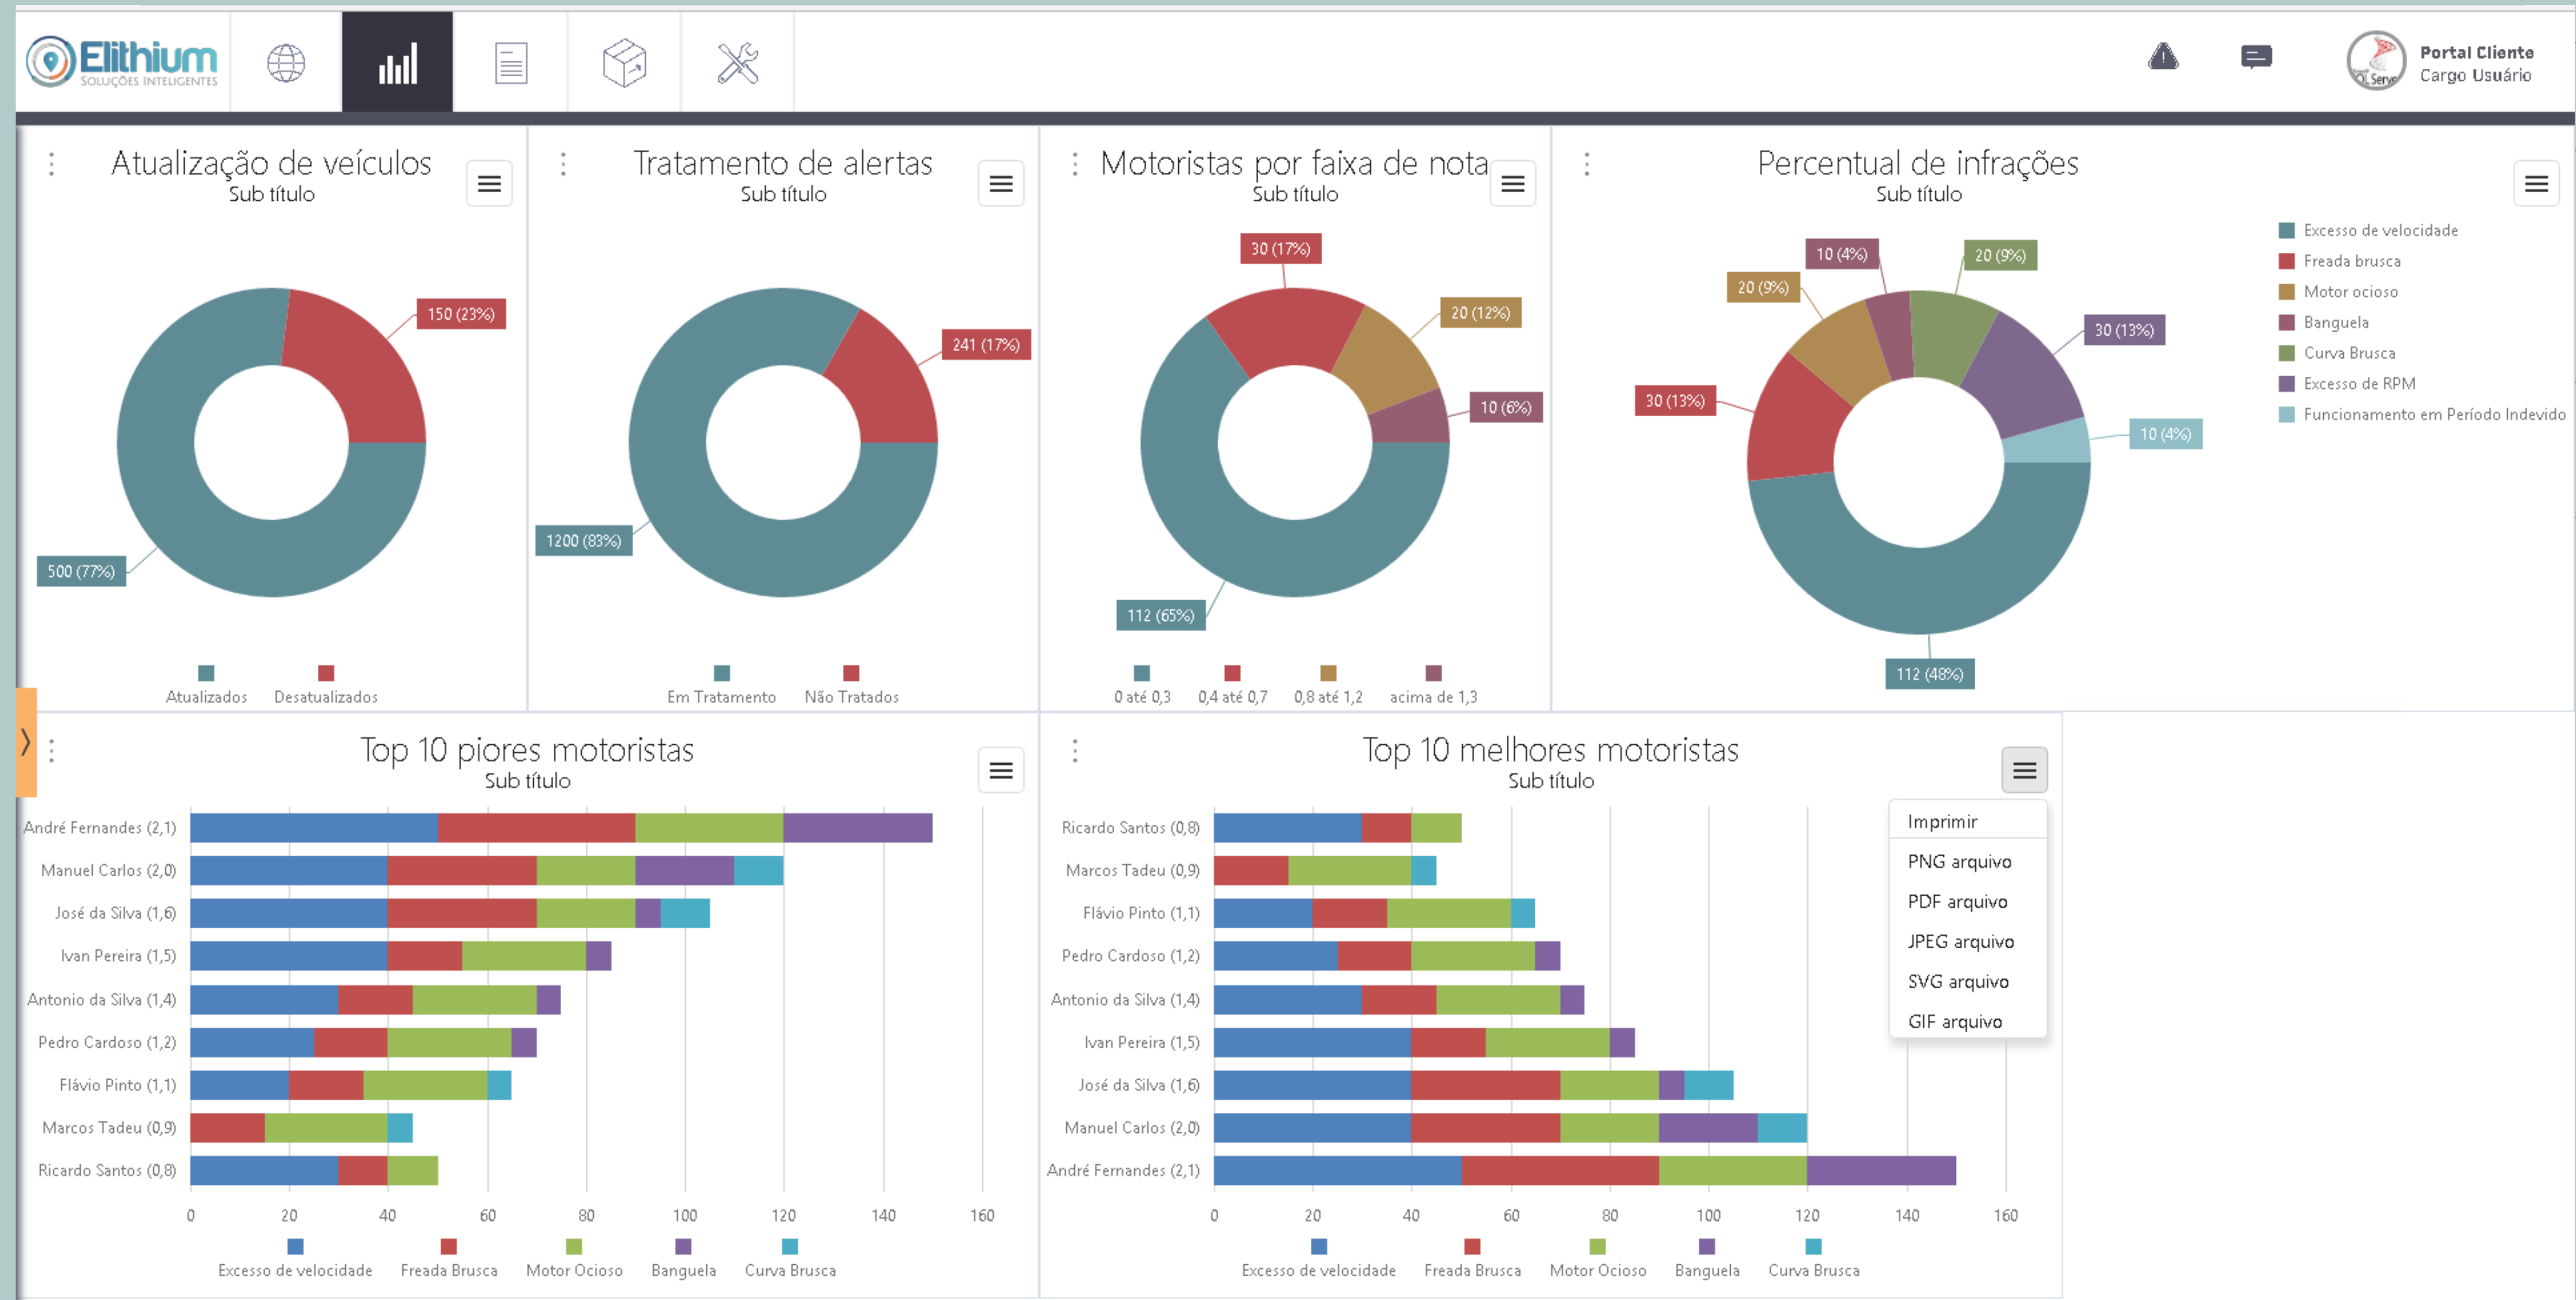 Elithium
SOLUÇÕES INTELIGENTES
Portal Cliente
Cargo Usuário
Atualização de veículos
Sub título
150 (23%)
500 (77%)
Atualizados
Desatualizados
Tratamento de alertas
Sub título
241 (17%)
1200 (83%)
Em Tratamento
Não Tratados
Motoristas por faixa de nota
Sub título
30 (17%)
20 (12%)
10 (6%)
112 (65%)
0 até 0,3
0,4 até 0,7
0,8 até 1,2
acima de 1,3
Percentual de infrações
Sub título
10 (4%)
20 (9%)
20 (9%)
30 (13%)
30 (13%)
10 (4%)
112 (48%)
Excesso de velocidade
Freada brusca
Motor ocioso
Banguela
Curva Brusca
Excesso de RPM
Funcionamento em Período Indevido
Top 10 piores motoristas
Sub título
André Fernandes (2,1)
Manuel Carlos (2,0)
José da Silva (1,6)
Ivan Pereira (1,5)
Antonio da Silva (1,4)
Pedro Cardoso (1,2)
Flávio Pinto (1,1)
Marcos Tadeu (0,9)
Ricardo Santos (0,8)
0 20 40 60 80 100 120 140 160
Excesso de velocidade
Freada Brusca
Motor Ocioso
Banguela
Curva Brusca
Top 10 melhores motoristas
Sub título
Ricardo Santos (0,8)
Marcos Tadeu (0,9)
Flávio Pinto (1,1)
Pedro Cardoso (1,2)
Antonio da Silva (1,4)
Ivan Pereira (1,5)
José da Silva (1,6)
Manuel Carlos (2,0)
André Fernandes (2,1)
0 20 40 60 80 100 120 140 160
Excesso de velocidade
Freada Brusca
Motor Ocioso
Banguela
Curva Brusca
Imprimir
PNG arquivo
PDF arquivo
JPEG arquivo
SVG arquivo
GIF arquivo